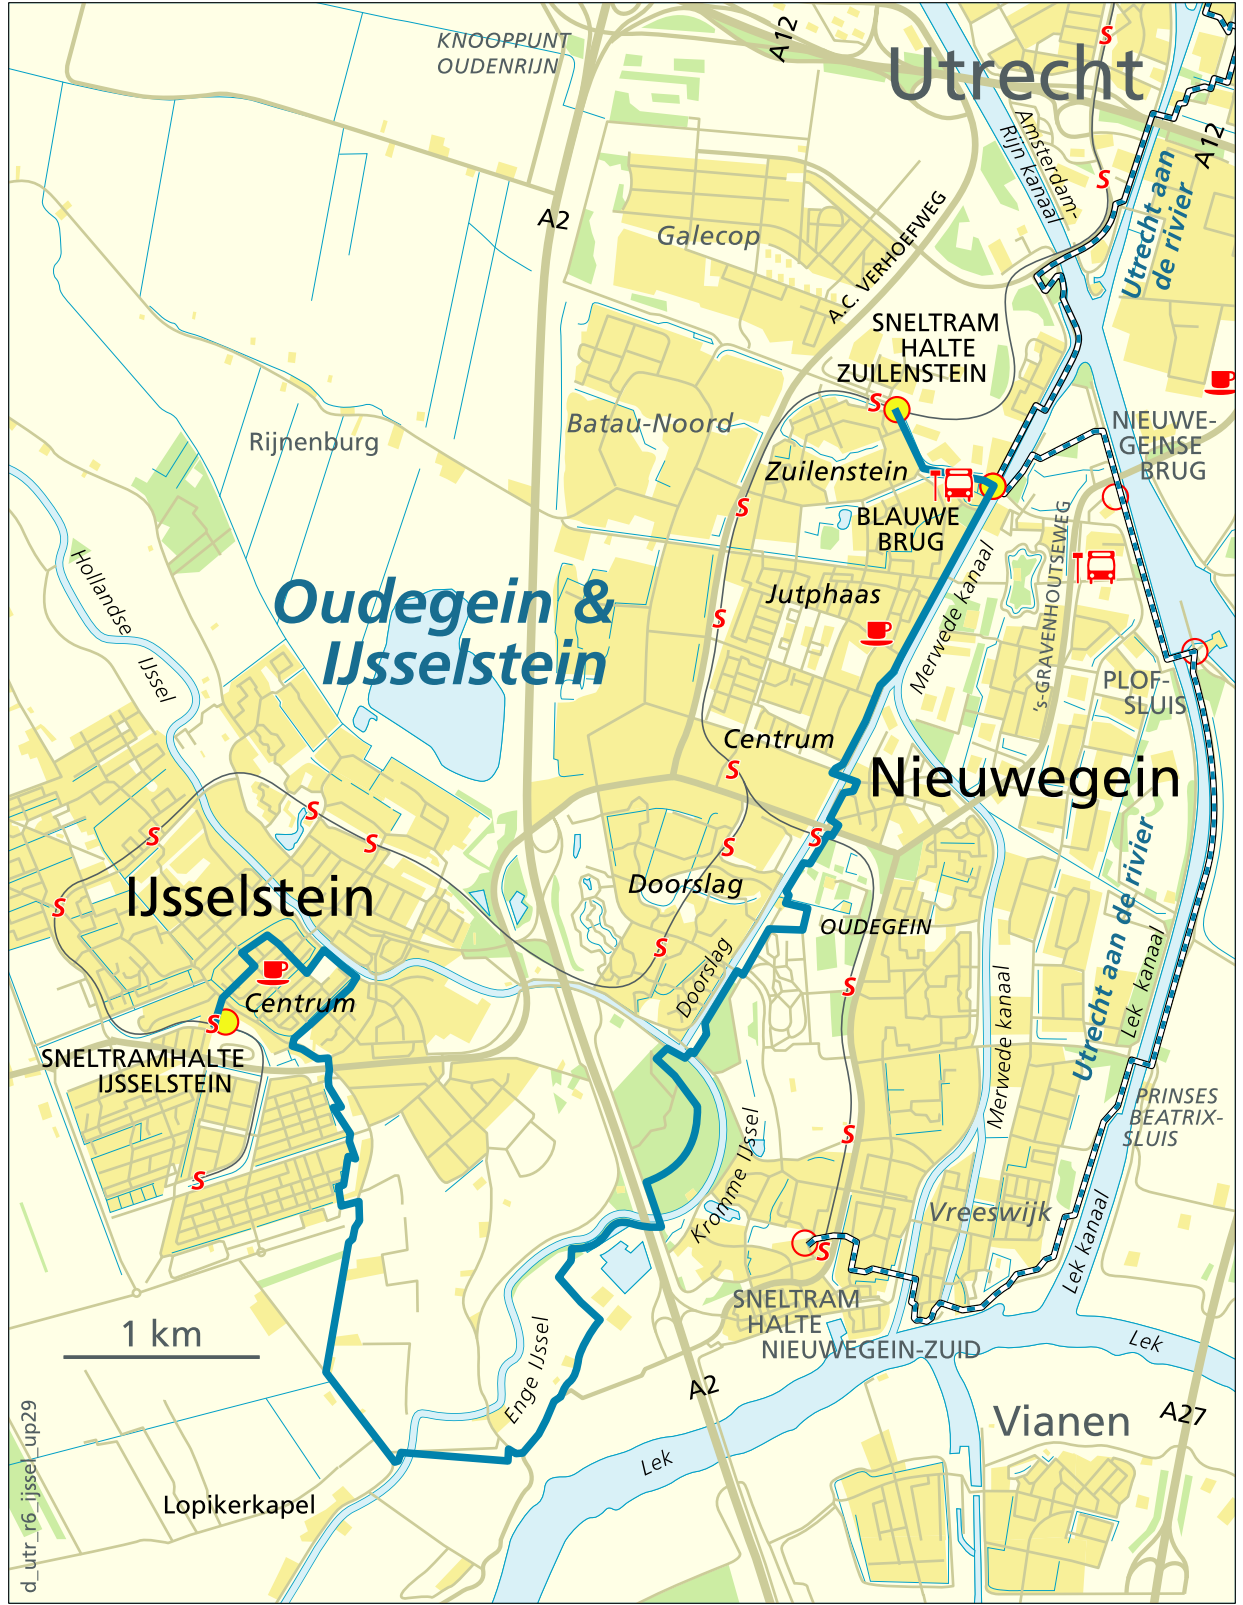 KNOOPPUNT
OUDENRIJN
A12
Utrecht
A12
Amsterdam-
Rijn kanaal
Utrecht aan
de rivier
A2
Galecop
A.C. VERHOEFWEG
S
S
SNELTRAM
HALTE
ZUILENSTEIN
S
Batau-Noord
Rijnenburg
NIEUWE-
GEINSE
BRUG
Zuilenstein
BLAUWE
BRUG
S
Hollandse
IJssel
Oudegein &
IJsselstein
Jutphaas
S
Merwede kanaal
's-GRAVENHOUTSEWEG
PLOF-
SLUIS
Centrum
S
Nieuwegein
S
S
S
S
S
S
IJsselstein
Doorslag
OUDEGEIN
Utrecht aan de rivier
S
Doorslag
S
Lek kanaal
Merwede kanaal
Centrum
S
SNELTRAMHALTE
IJSSELSTEIN
PRINSES
BEATRIX-
SLUIS
S
S
Kromme IJssel
Vreeswijk
S
Lek kanaal
SNELTRAM
HALTE
NIEUWEGEIN-ZUID
1 km
Enge IJssel
Lek
A2
Vianen
A27
Lek
Lopikerkapel
d_utr_r6_ijssel_up29